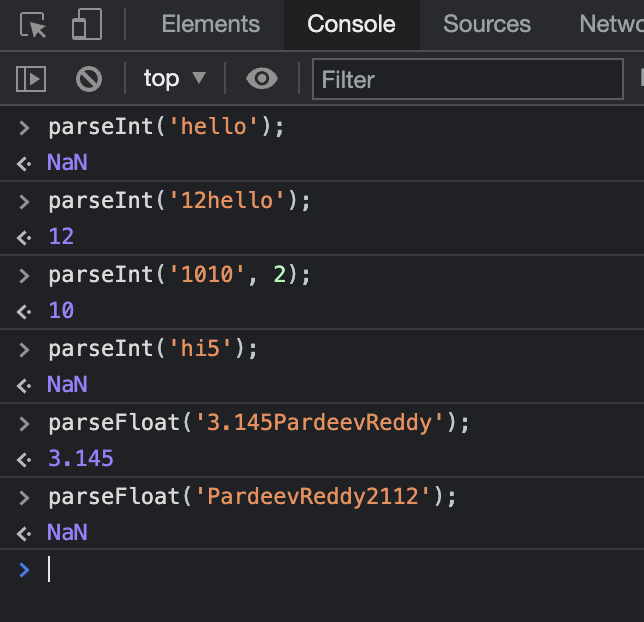 Elements Console Sources Netwo
top Filter
parseInt('hello');
NaN
parseInt('12hello');
12
parseInt('1010', 2);
10
parseInt('hi5');
NaN
parseFloat('3.145PardeevReddy');
3.145
parseFloat('PardeevReddy2112');
NaN